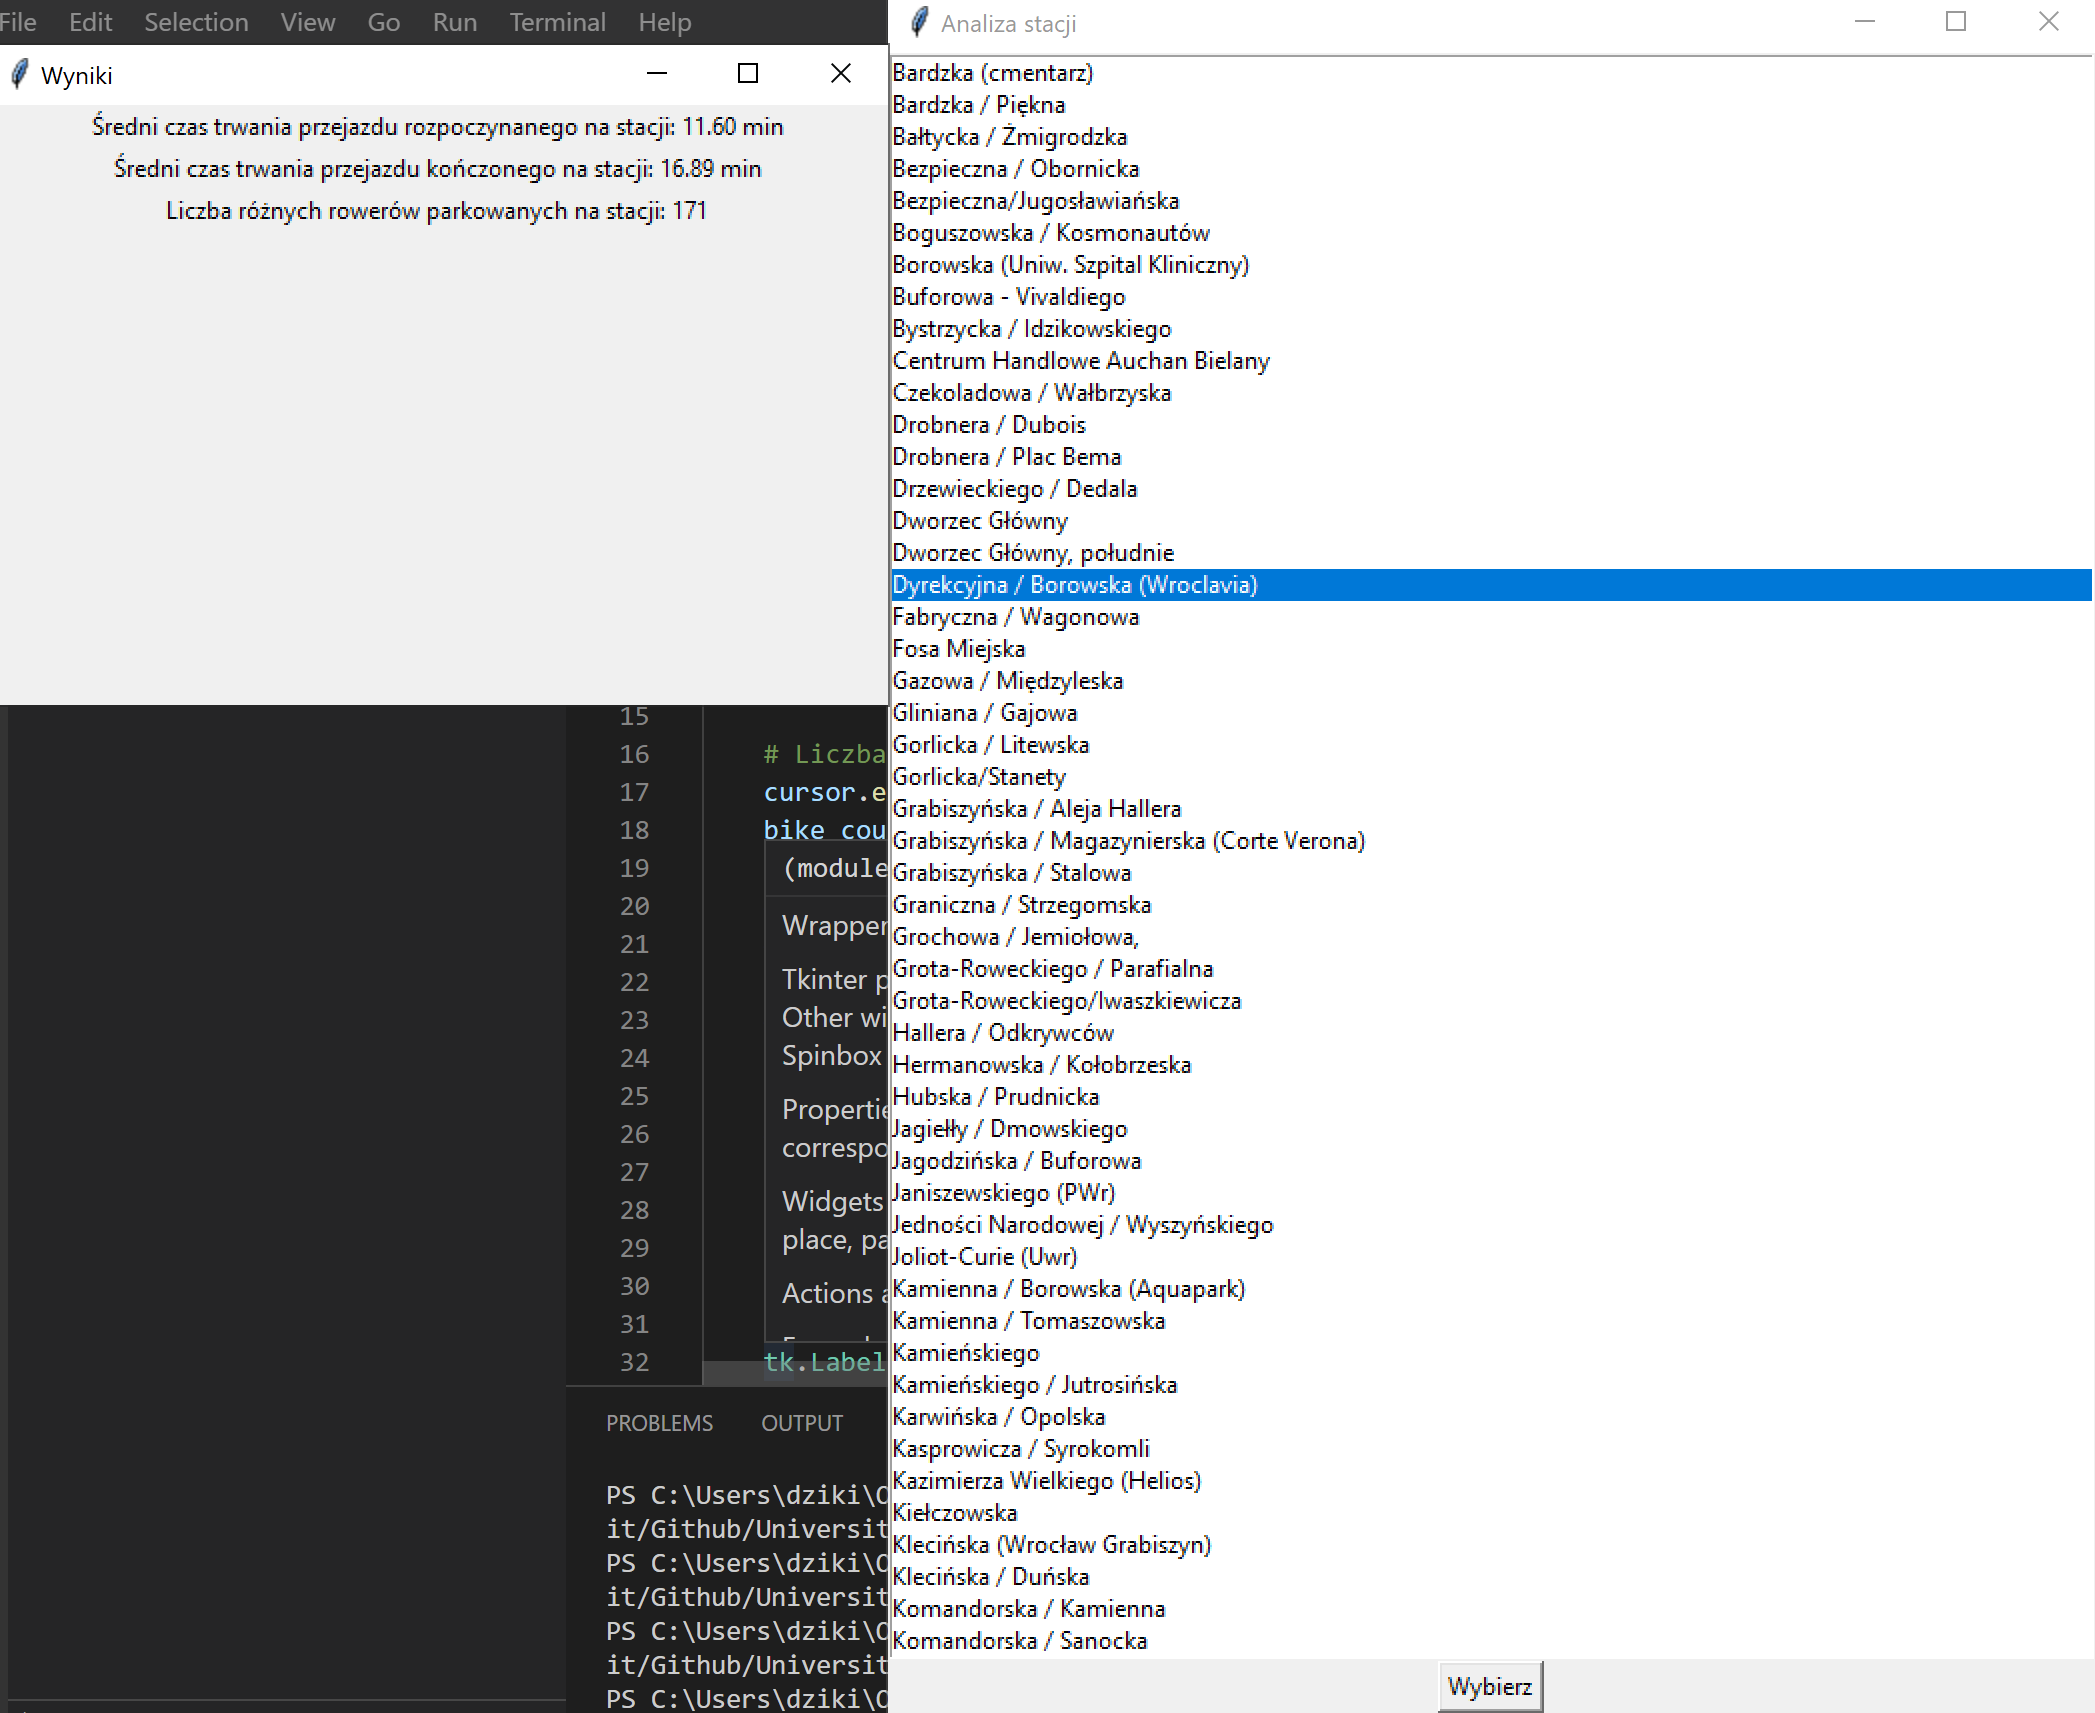 File Edit Selection View Go Run Terminal Help
Wyniki
Średni czas trwania przejazdu rozpoczynanego na stacji: 11.60 min
Średni czas trwania przejazdu kończonego na stacji: 16.89 min
Liczba różnych rowerów parkowanych na stacji: 171
15
16 # Liczba
17 cursor.e
18 bike_cou
19 (module
20
Wrapper
21
22 Tkinter p
23 Other wi
24 Spinbox
25 Propertie
26 correspo
27
28 Widgets
29 place, pa
30 Actions a
31
32 tk.Label
PROBLEMS OUTPUT
PS C:\Users\dziki\O
it/Github/Universit
PS C:\Users\dziki\O
it/Github/Universit
PS C:\Users\dziki\O
it/Github/Universit
PS C:\Users\dziki\O
Analiza stacji
Bardzka (cmentarz)
Bardzka / Piękna
Bałtycka / Żmigrodzka
Bezpieczna / Obornicka
Bezpieczna/Jugosławiańska
Boguszowska / Kosmonautów
Borowska (Uniw. Szpital Kliniczny)
Buforowa - Vivaldiego
Bystrzycka / Idzikowskiego
Centrum Handlowe Auchan Bielany
Czekoladowa / Wałbrzyska
Drobnera / Dubois
Drobnera / Plac Bema
Drzewieckiego / Dedala
Dworzec Główny
Dworzec Główny, południe
Dyrekcyjna / Borowska (Wroclavia)
Fabryczna / Wagonowa
Fosa Miejska
Gazowa / Międzyleska
Gliniana / Gajowa
Gorlicka / Litewska
Gorlicka/Stanety
Grabiszyńska / Aleja Hallera
Grabiszyńska / Magazynierska (Corte Verona)
Grabiszyńska / Stalowa
Graniczna / Strzegomska
Grochowa / Jemiołowa,
Grota-Roweckiego / Parafialna
Grota-Roweckiego/Iwaszkiewicza
Hallera / Odkrywców
Hermanowska / Kołobrzeska
Hubska / Prudnicka
Jagiełły / Dmowskiego
Jagodzińska / Buforowa
Janiszewskiego (PWr)
Jedności Narodowej / Wyszyńskiego
Joliot-Curie (Uwr)
Kamienna / Borowska (Aquapark)
Kamienna / Tomaszowska
Kamieńskiego
Kamieńskiego / Jutrosińska
Karwińska / Opolska
Kasprowicza / Syrokomli
Kazimierza Wielkiego (Helios)
Kiełczowska
Klecińska (Wrocław Grabiszyn)
Klecińska / Duńska
Komandorska / Kamienna
Komandorska / Sanocka
Wybierz